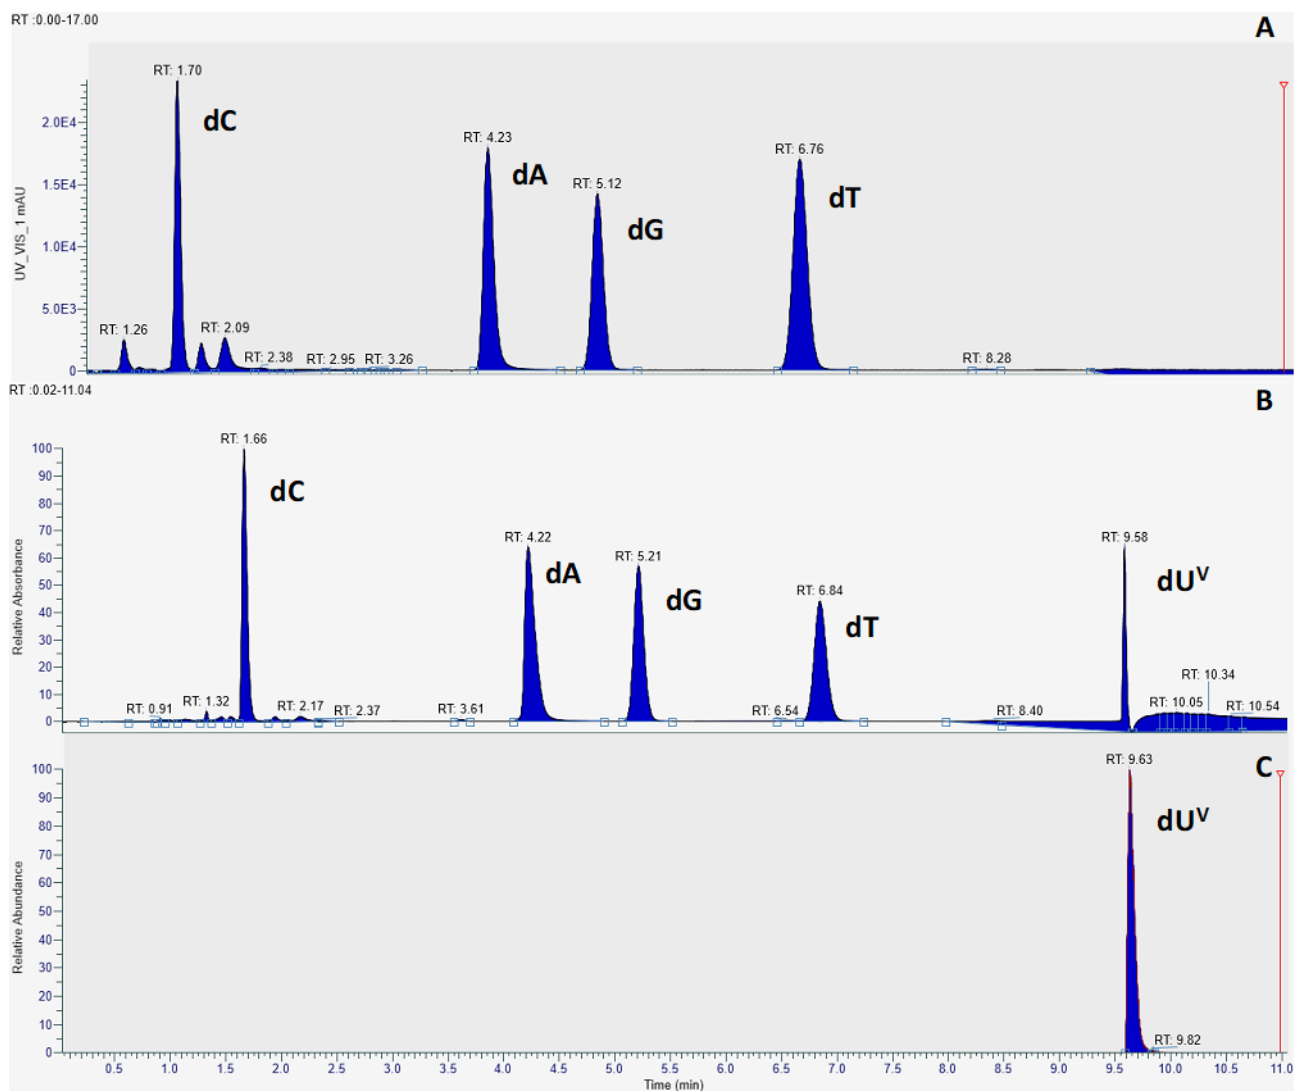 RT :0.00-17.00
A
RT: 1.70
dC
RT: 4.23
dA
RT: 5.12
dG
RT: 6.76
dT
RT: 1.26
RT: 2.09
RT: 2.38
RT: 2.95
RT: 3.26
RT: 8.28
2.0E4
1.5E4
1.0E4
5.0E3
0
UV_VIS_1 mAU
RT :0.02-11.04
B
RT: 1.66
dC
RT: 4.22
dA
RT: 5.21
dG
RT: 6.84
dT
RT: 9.58
dUⱽ
RT: 0.91
RT: 1.32
RT: 2.17
RT: 2.37
RT: 3.61
RT: 6.54
RT: 8.40
RT: 10.05
RT: 10.34
RT: 10.54
100
90
80
70
60
50
40
30
20
10
0
Relative Absorbance
C
RT: 9.63
dUⱽ
RT: 9.82
100
90
80
70
60
50
40
30
20
10
0
Relative Abundance
0.5 1.0 1.5 2.0 2.5 3.0 3.5 4.0 4.5 5.0 5.5 6.0 6.5 7.0 7.5 8.0 8.5 9.0 9.5 10.0 10.5 11.0
Time (min)